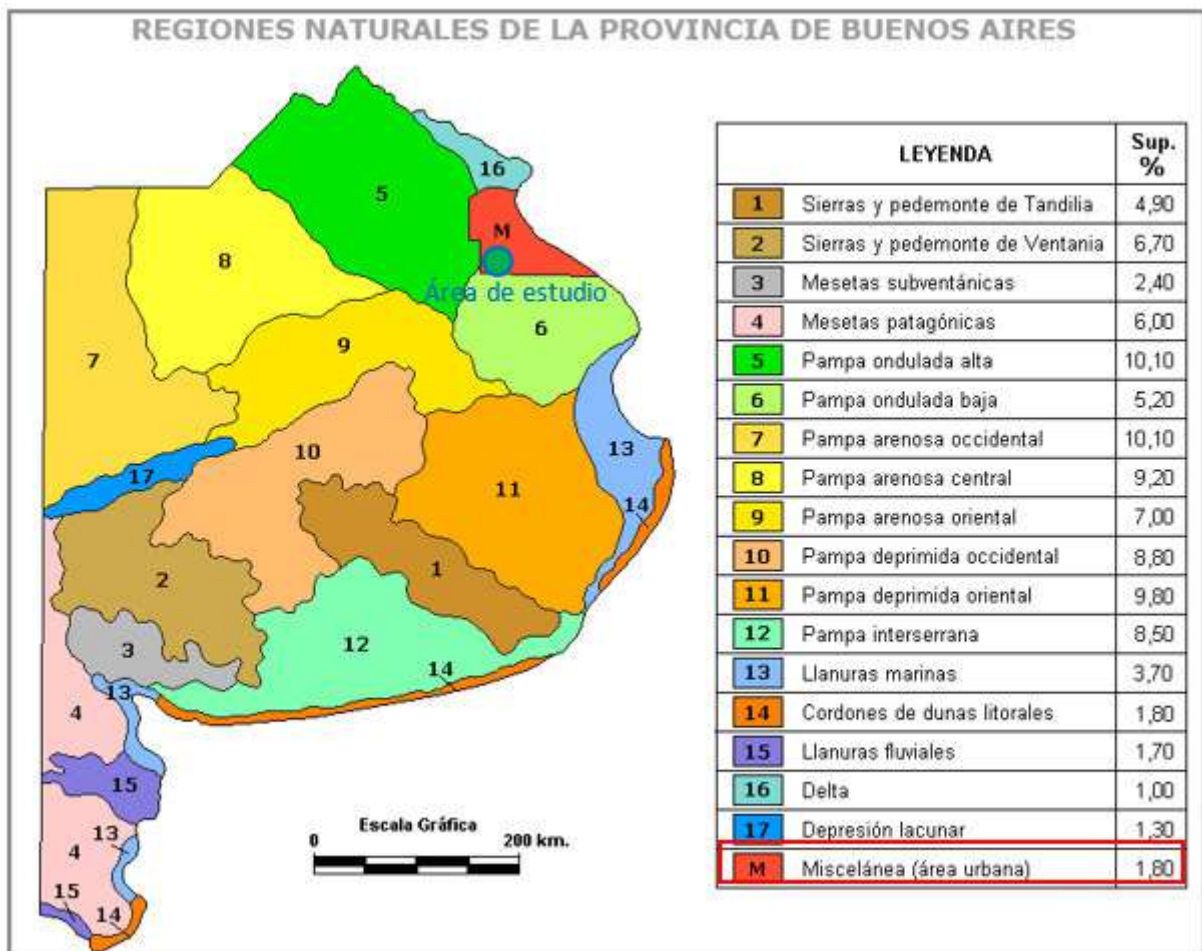 REGIONES NATURALES DE LA PROVINCIA DE BUENOS AIRES
16
5
M
8
Área de estudio
6
9
7
10
13
17
11
14
2
1
12
3
14
13
4
15
13
4
15
14
Escala Gráfica
0 200 km.
LEYENDA Sup. %
1 Sierras y pedemonte de Tandilia 4,90
2 Sierras y pedemonte de Ventania 6,70
3 Mesetas subventánicas 2,40
4 Mesetas patagónicas 6,00
5 Pampa ondulada alta 10,10
6 Pampa ondulada baja 5,20
7 Pampa arenosa occidental 10,10
8 Pampa arenosa central 9,20
9 Pampa arenosa oriental 7,00
10 Pampa deprimida occidental 8,80
11 Pampa deprimida oriental 9,80
12 Pampa interserrana 8,50
13 Llanuras marinas 3,70
14 Cordones de dunas litorales 1,80
15 Llanuras fluviales 1,70
16 Delta 1,00
17 Depresión lacunar 1,30
M Miscelánea (área urbana) 1,80